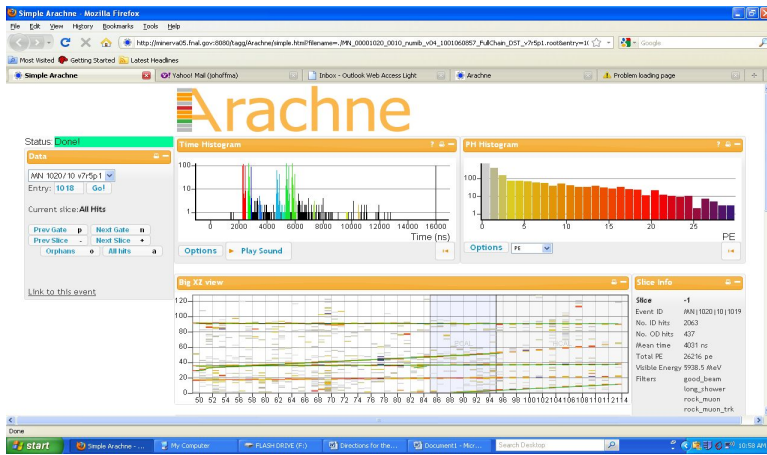 Simple Arachne - Mozilla Firefox
File Edit View History Bookmarks Tools Help
http://minerva05.fnal.gov:8080/tagg/Arachne/simple.html?filename=./MN_00001020_0010_numib_v04_1001060857_FullChain_DST_v7r5p1.root&entry=1(
Google
Most Visited Getting Started Latest Headlines
Simple Arachne Yahoo! Mail (johoffma) Inbox - Outlook Web Access Light Arachne Problem loading page
Arachne
Status: Done!
Data
MN 1020/10 v7r5p1
Entry: 1018 Go!
Current slice: All Hits
Prev Gate p Next Gate n
Prev Slice - Next Slice +
Orphans o All hits a
Link to this event
Time Histogram ?
100
10
1
0 2000 4000 6000 8000 10000 12000 14000 16000
Time (ns)
Options Play Sound
PH Histogram ?
100
10
1
0 5 10 15 20 25
PE
Options PE
Big XZ view
120
100
80
60
40
20
0
50 52 54 56 58 60 62 64 66 68 70 72 74 76 78 80 82 84 86 88 90 92 94 96 98 100 102 104 106 108 110 112 114
Slice Info
Slice -1
Event ID MN|1020|10|1019
No. ID hits 2063
No. OD hits 437
Mean time 4031 ns
Total PE 26216 pe
Visible Energy 5938.5 MeV
Filters good_beam
long_shower
rock_muon
rock_muon_trk
Done
start Simple Arachne - ... My Computer FLASH DRIVE (F:) Directions for the... Document1 - Micr... Search Desktop 10:58 AM